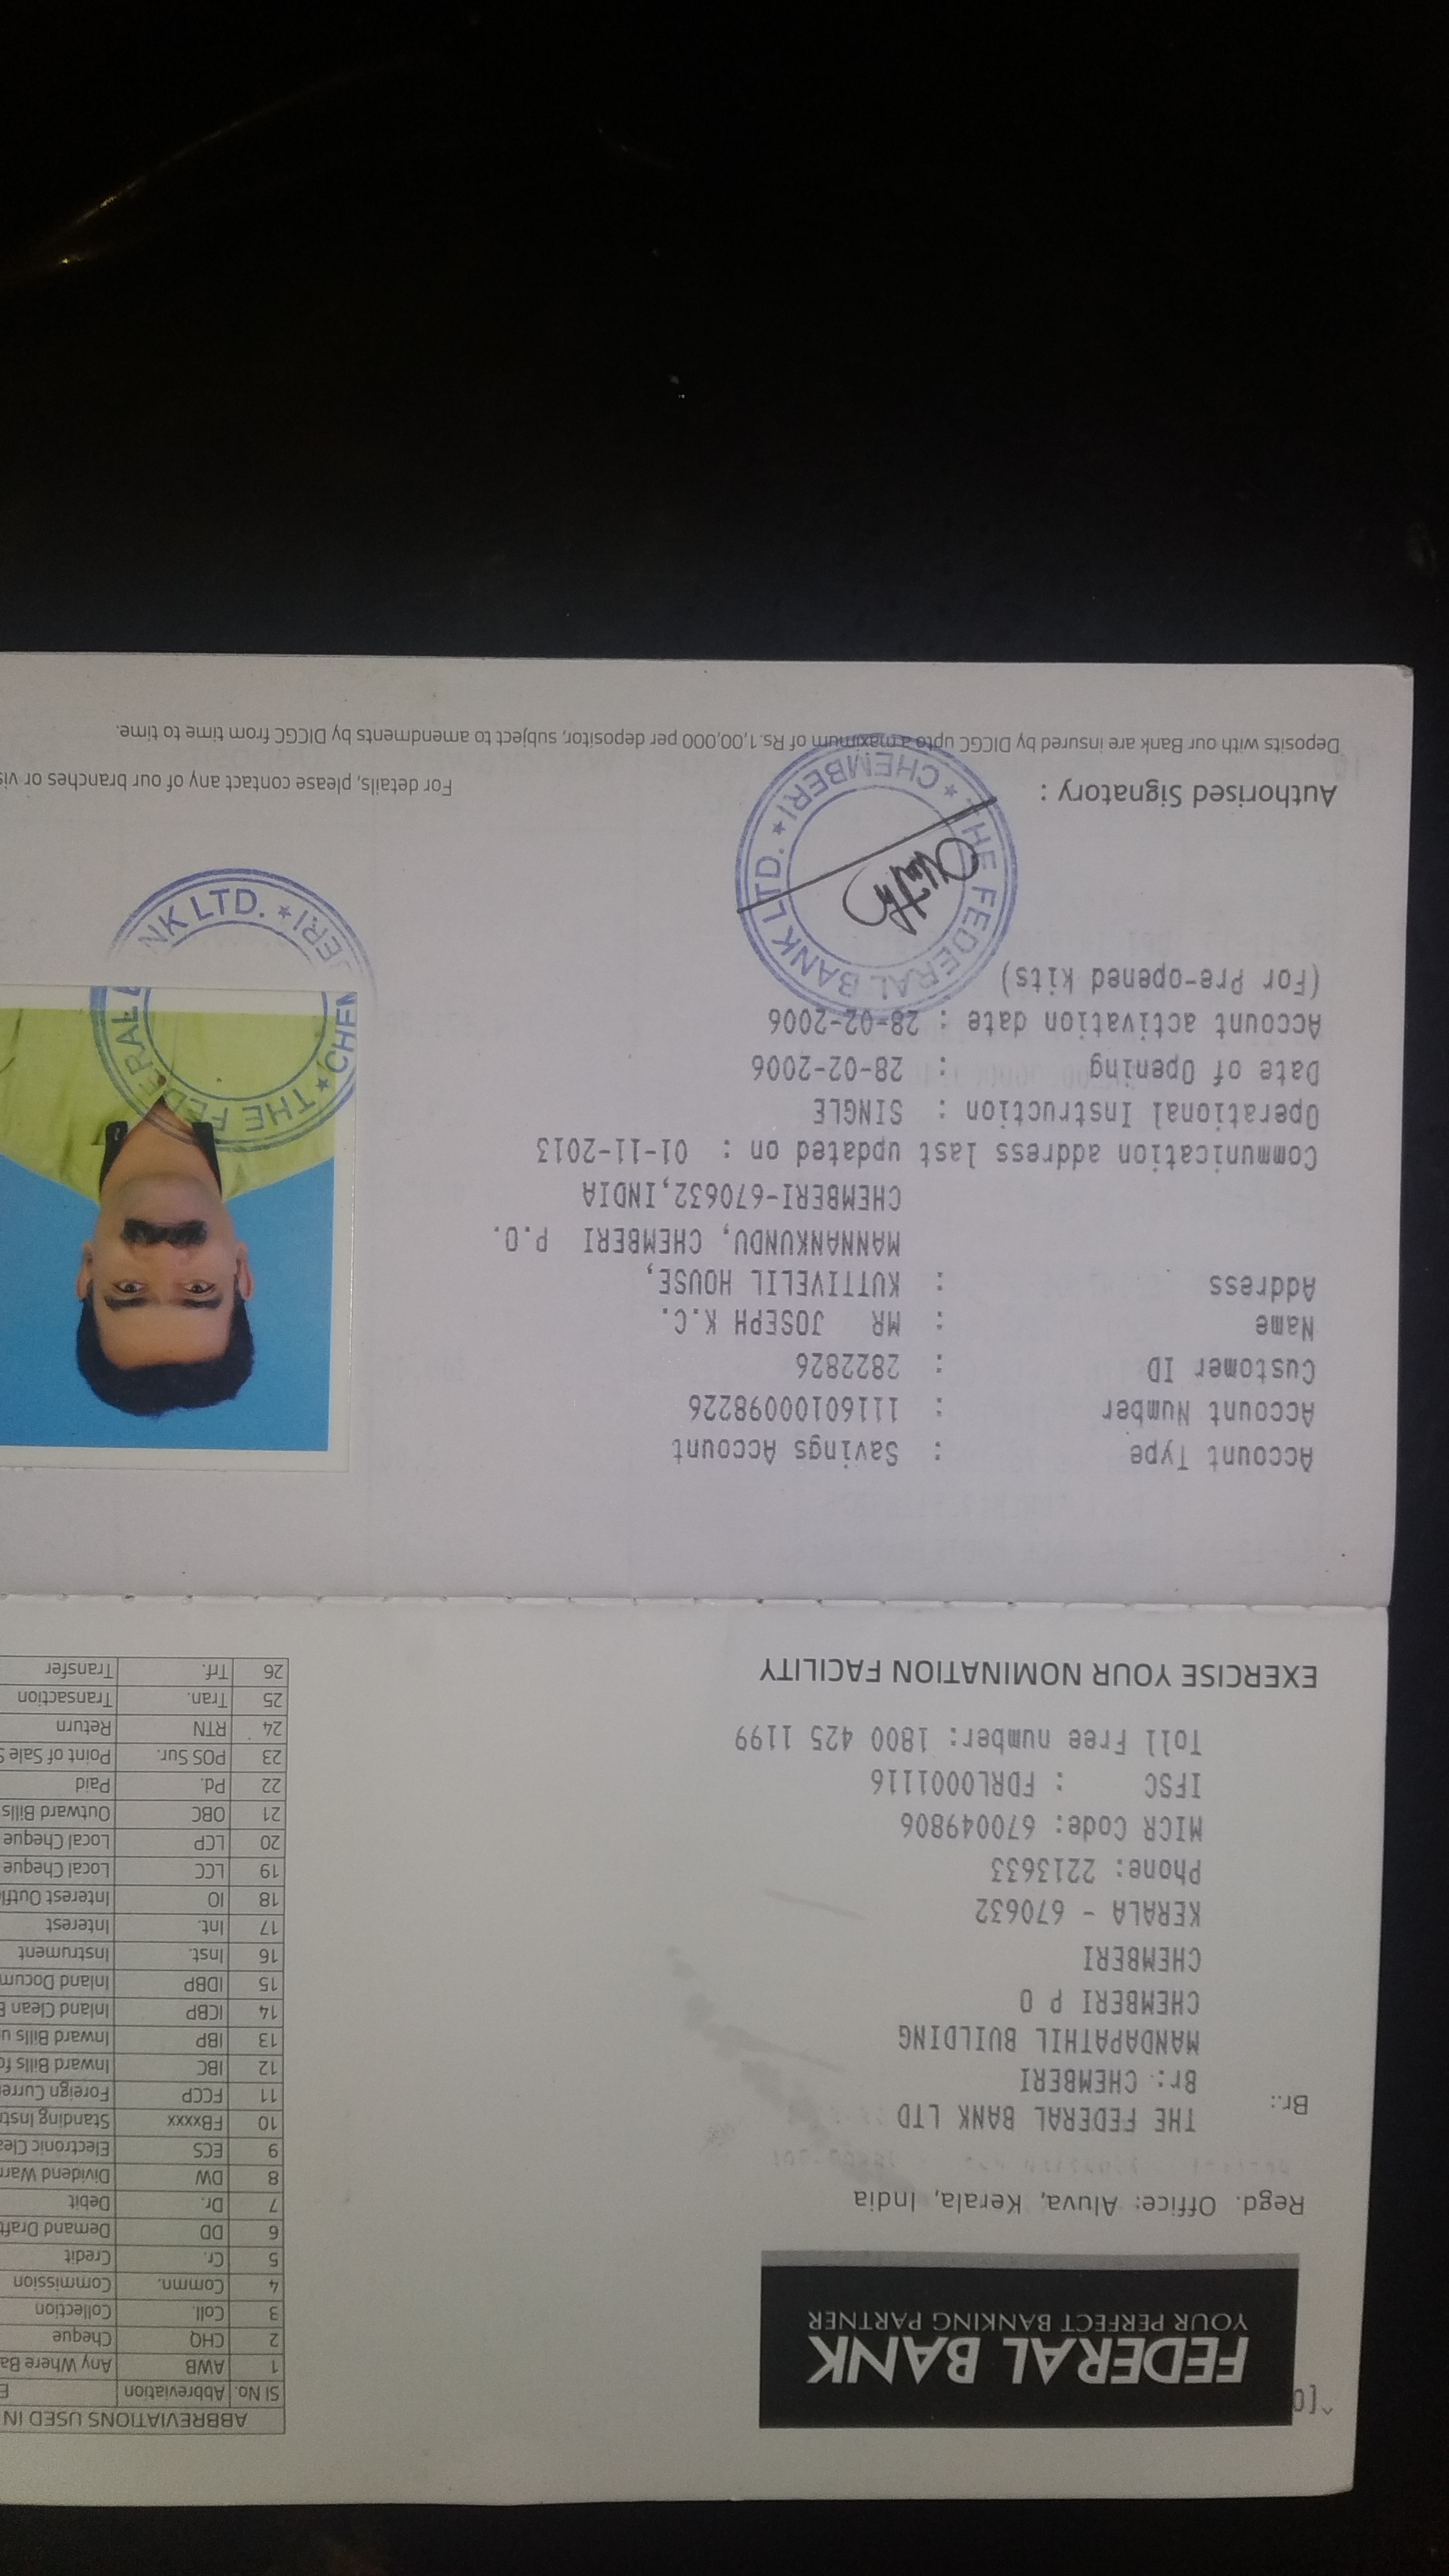 ^[0
FEDERAL BANK
YOUR PERFECT BANKING PARTNER
Regd. Office: Aluva, Kerala, India
Br.: THE FEDERAL BANK LTD
Br: CHEMBERI
MANDAPATHIL BUILDING
CHEMBERI P O
CHEMBERI
KERALA - 670632
Phone: 2213633
MICR Code: 670049806
IFSC : FDRL0001116
Toll Free number: 1800 425 1199
EXERCISE YOUR NOMINATION FACILITY
ABBREVIATIONS USED IN
Sl No. Abbreviation
1 AWB Any Where
2 CHQ Cheque
3 Coll. Collection
4 Commn. Commission
5 Cr. Credit
6 DD Demand Draft
7 Dr. Debit
8 DW Dividend
9 ECS Electronic
10 FBxxxx Standing
11 FCCP Foreign
12 IBC Inward Bills
13 IBP Inward Bills
14 ICBP Inland Clean
15 IDBP Inland
16 Inst. Instrument
17 Int. Interest
18 IO Interest
19 LCC Local Cheque
20 LCP Local Cheque
21 OBC Outward Bills
22 Pd. Paid
23 POS Sur. Point of Sale
24 RTN Return
25 Tran. Transaction
26 Trf. Transfer
Account Type : Savings Account
Account Number : 11160100098226
Customer ID : 2822826
Name : MR JOSEPH K.C.
Address : KUTTIVELIL HOUSE,
MANNANKUNDU, CHEMBERI P.O.
CHEMBERI-670632,INDIA
Communication address last updated on : 01-11-2013
Operational Instruction : SINGLE
Date of Opening : 28-02-2006
Account activation date : 28-02-2006
(For Pre-opened kits)
THE FEDERAL BANK LTD. * CHEMBERI *
THE FEDERAL B NK LTD. * ERI * CHEM
Authorised Signatory :
For details, please contact any of our branches or
Deposits with our Bank are insured by DICGC upto a maximum of Rs.1,00,000 per depositor, subject to amendments by DICGC from time to time.